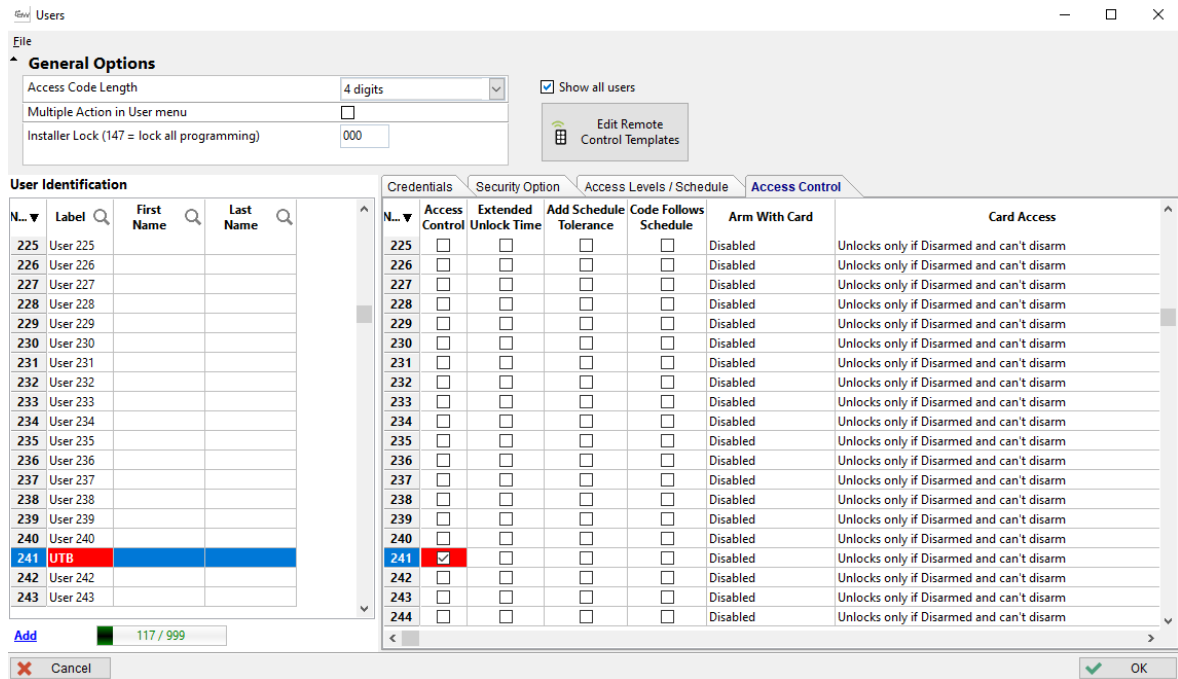 Users
File
General Options
Access Code Length 4 digits
Show all users
Multiple Action in User menu
Installer Lock (147 = lock all programming) 000
Edit Remote
Control Templates
User Identification
Credentials Security Option Access Levels / Schedule Access Control
N... Label First Name Last Name
N... Access Control Extended Unlock Time Add Schedule Tolerance Code Follows Schedule Arm With Card Card Access
225 User 225 225 Disabled Unlocks only if Disarmed and can't disarm
226 User 226 226 Disabled Unlocks only if Disarmed and can't disarm
227 User 227 227 Disabled Unlocks only if Disarmed and can't disarm
228 User 228 228 Disabled Unlocks only if Disarmed and can't disarm
229 User 229 229 Disabled Unlocks only if Disarmed and can't disarm
230 User 230 230 Disabled Unlocks only if Disarmed and can't disarm
231 User 231 231 Disabled Unlocks only if Disarmed and can't disarm
232 User 232 232 Disabled Unlocks only if Disarmed and can't disarm
233 User 233 233 Disabled Unlocks only if Disarmed and can't disarm
234 User 234 234 Disabled Unlocks only if Disarmed and can't disarm
235 User 235 235 Disabled Unlocks only if Disarmed and can't disarm
236 User 236 236 Disabled Unlocks only if Disarmed and can't disarm
237 User 237 237 Disabled Unlocks only if Disarmed and can't disarm
238 User 238 238 Disabled Unlocks only if Disarmed and can't disarm
239 User 239 239 Disabled Unlocks only if Disarmed and can't disarm
240 User 240 240 Disabled Unlocks only if Disarmed and can't disarm
241 UTB 241 Disabled Unlocks only if Disarmed and can't disarm
242 User 242 242 Disabled Unlocks only if Disarmed and can't disarm
243 User 243 243 Disabled Unlocks only if Disarmed and can't disarm
244 Disabled Unlocks only if Disarmed and can't disarm
Add 117 / 999
Cancel OK